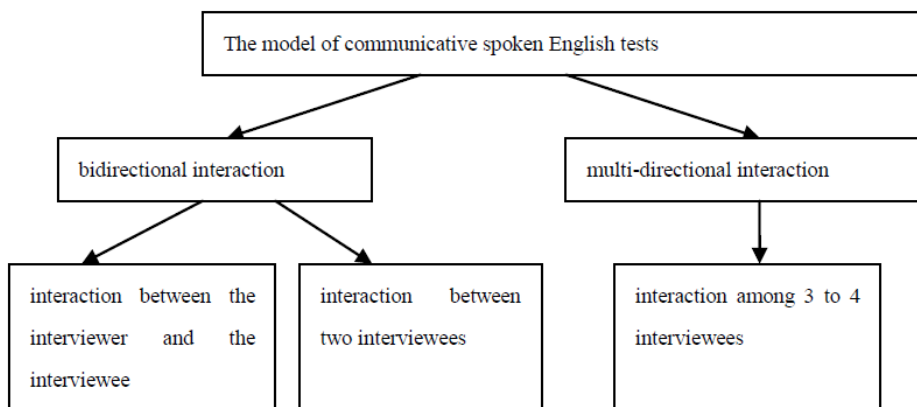 The model of communicative spoken English tests
bidirectional interaction
multi-directional interaction
interaction between the
interviewer and the
interviewee
interaction between
two interviewees
interaction among 3 to 4
interviewees